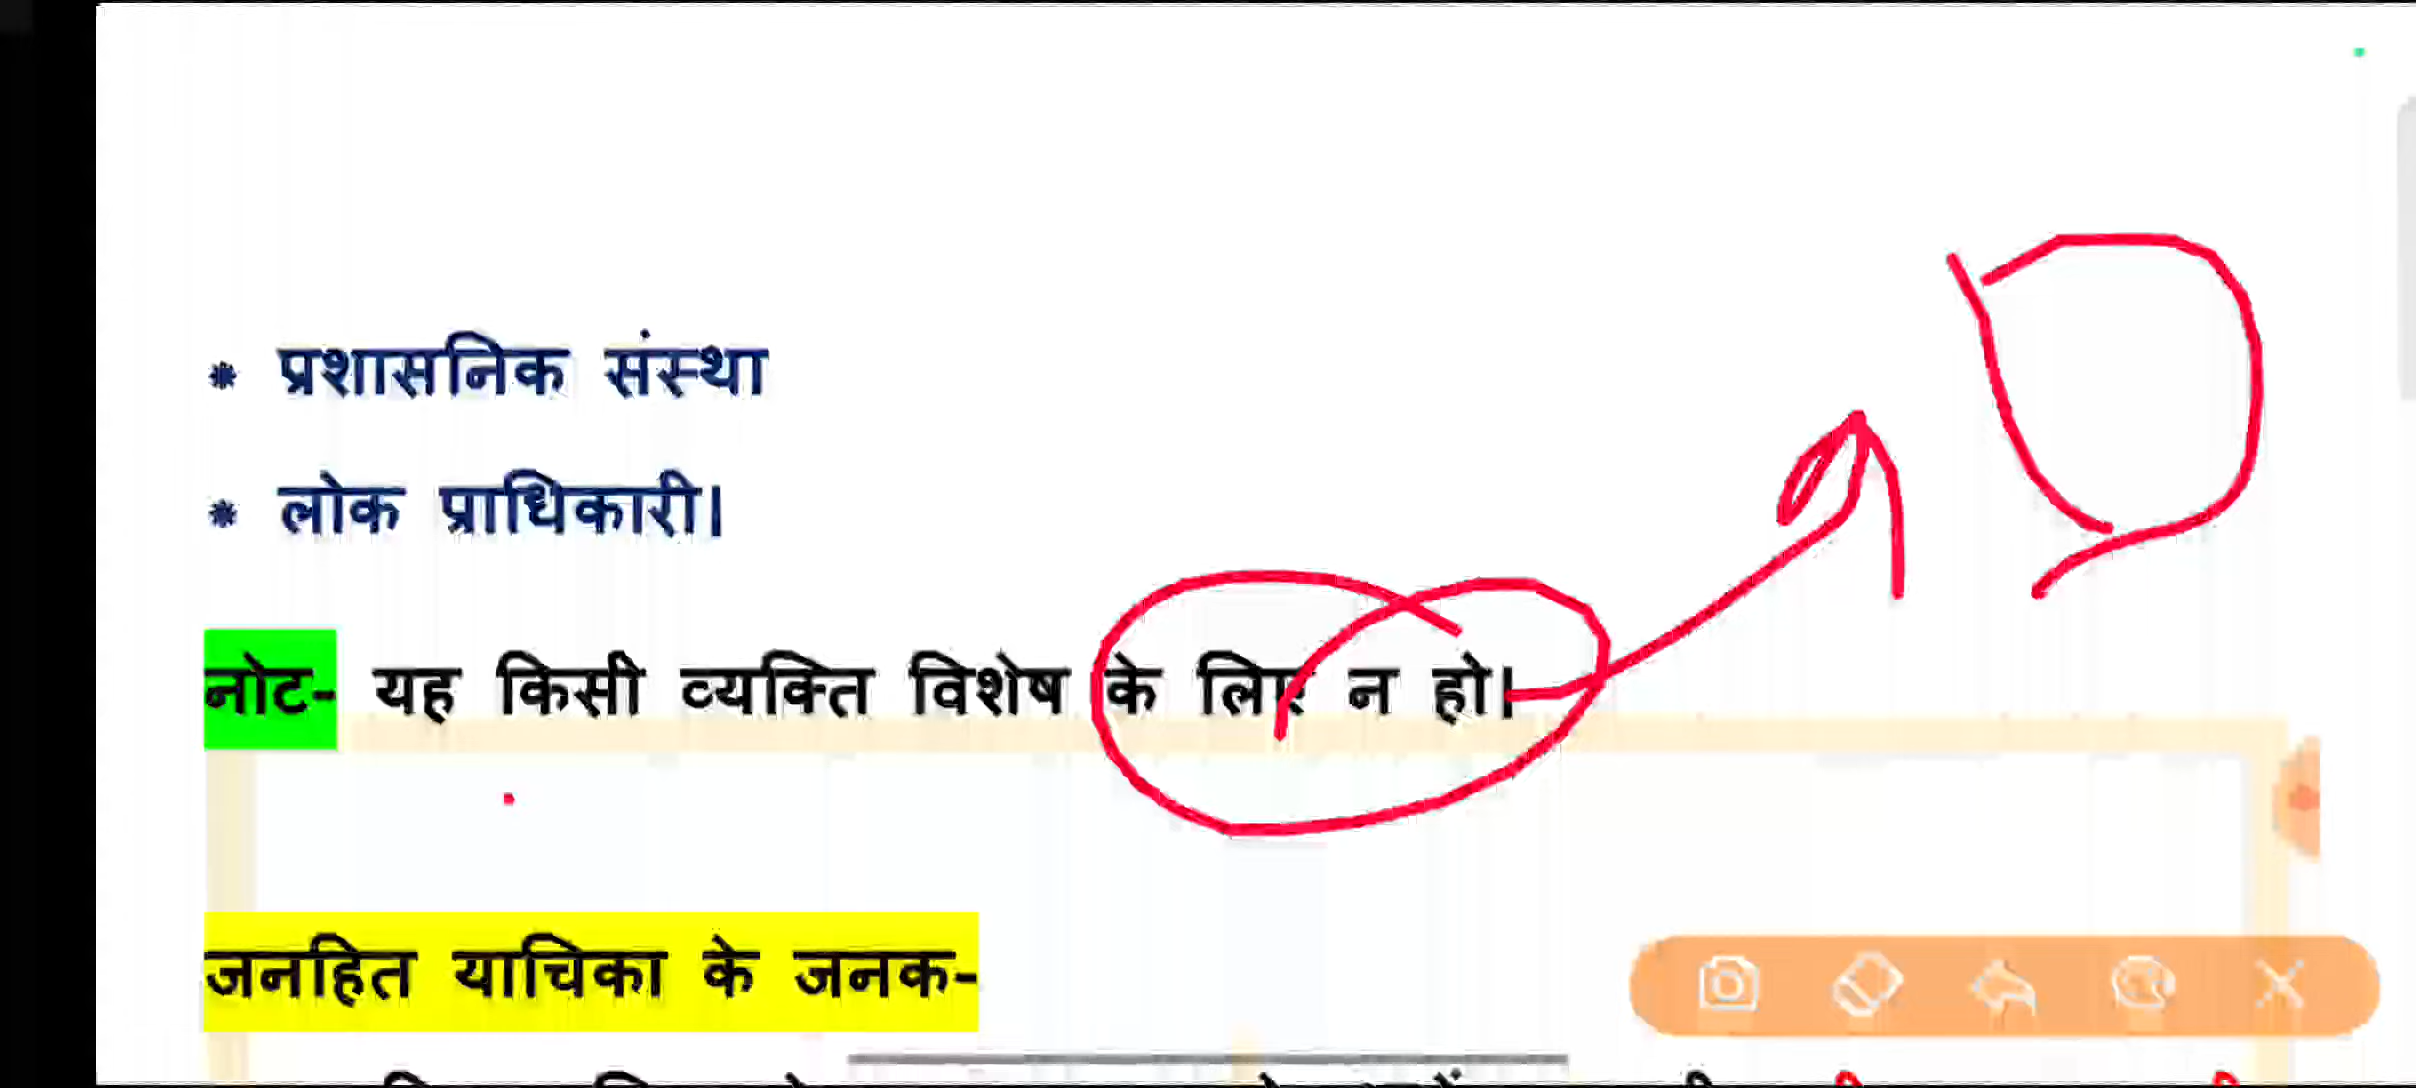 * प्रशासनिक संस्था
* लोक प्राधिकारी।
नोट- यह किसी व्यक्ति विशेष के लिए न हो।
जनहित याचिका के जनक-